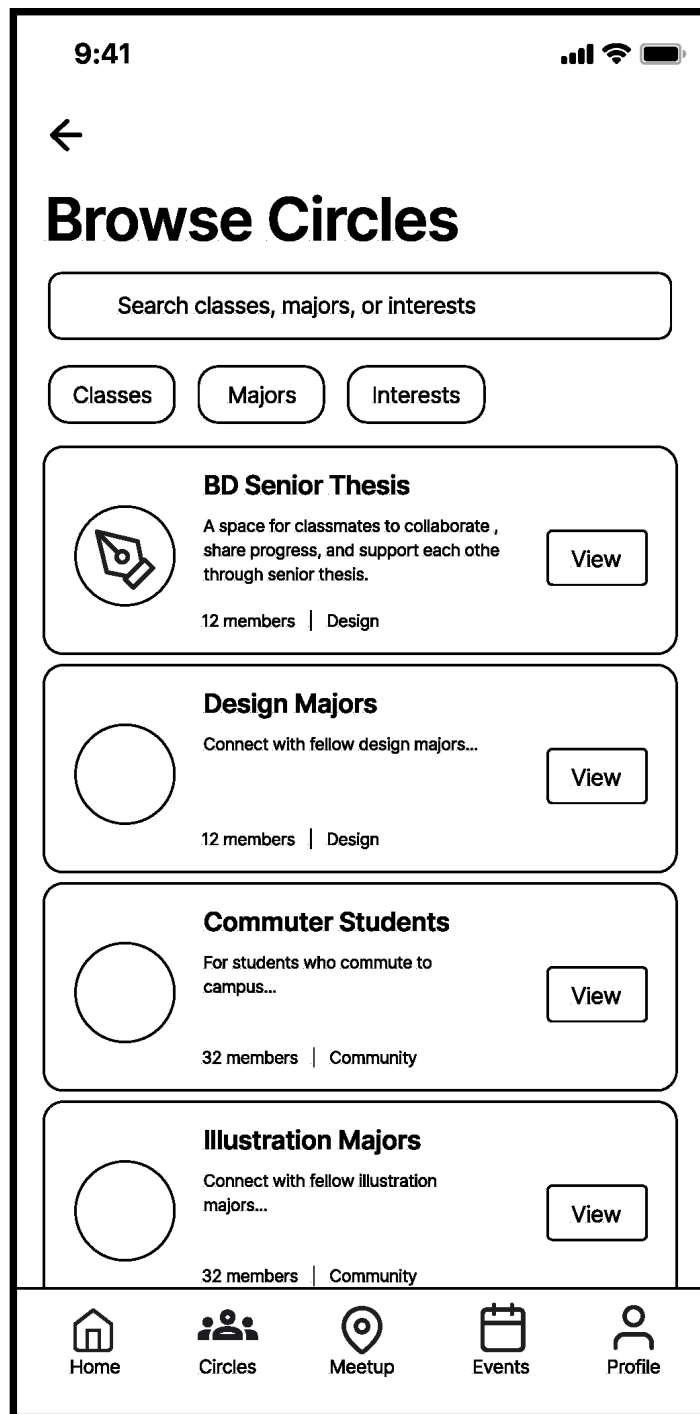 9:41
Browse Circles
Search classes, majors, or interests
Classes Majors Interests
BD Senior Thesis
A space for classmates to collaborate ,
share progress, and support each othe
through senior thesis.
View
12 members | Design
Design Majors
Connect with fellow design majors...
View
12 members | Design
Commuter Students
For students who commute to
campus...
View
32 members | Community
Illustration Majors
Connect with fellow illustration
majors...
View
32 members | Community
Home Circles Meetup Events Profile